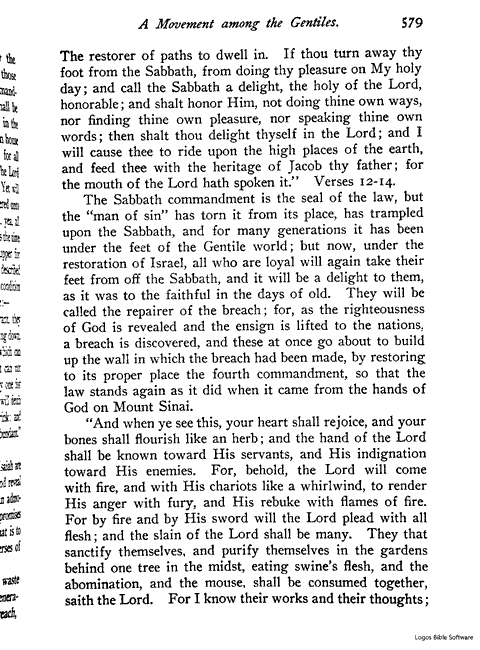 A Movement among the Gentiles. 579
The restorer of paths to dwell in. If thou turn away thy
foot from the Sabbath, from doing thy pleasure on My holy
day; and call the Sabbath a delight, the holy of the Lord,
honorable; and shalt honor Him, not doing thine own ways,
nor finding thine own pleasure, nor speaking thine own
words; then shalt thou delight thyself in the Lord; and I
will cause thee to ride upon the high places of the earth,
and feed thee with the heritage of Jacob thy father; for
the mouth of the Lord hath spoken it." Verses 12-14.
The Sabbath commandment is the seal of the law, but
the "man of sin" has torn it from its place, has trampled
upon the Sabbath, and for many generations it has been
under the feet of the Gentile world; but now, under the
restoration of Israel, all who are loyal will again take their
feet from off the Sabbath, and it will be a delight to them,
as it was to the faithful in the days of old. They will be
called the repairer of the breach; for, as the righteousness
of God is revealed and the ensign is lifted to the nations,
a breach is discovered, and these at once go about to build
up the wall in which the breach had been made, by restoring
to its proper place the fourth commandment, so that the
law stands again as it did when it came from the hands of
God on Mount Sinai.
"And when ye see this, your heart shall rejoice, and your
bones shall flourish like an herb; and the hand of the Lord
shall be known toward His servants, and His indignation
toward His enemies. For, behold, the Lord will come
with fire, and with His chariots like a whirlwind, to render
His anger with fury, and His rebuke with flames of fire.
For by fire and by His sword will the Lord plead with all
flesh; and the slain of the Lord shall be many. They that
sanctify themselves, and purify themselves in the gardens
behind one tree in the midst, eating swine's flesh, and the
abomination, and the mouse, shall be consumed together,
saith the Lord. For I know their works and their thoughts;
Logos Bible Software